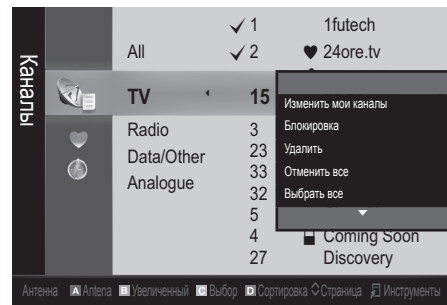 Каналы
✓ 1 1futech
All ✓ 2 ♥ 24ore.tv
TV 15
Radio 3
Data/Other 23
Analogue 33
32
5
4 Coming Soon
27 Discovery
Изменить мои каналы
Блокировка
Удалить
Отменить все
Выбрать все
Антенна A Antena B Увеличенный C Выбор D Сортировка Страница Инструменты